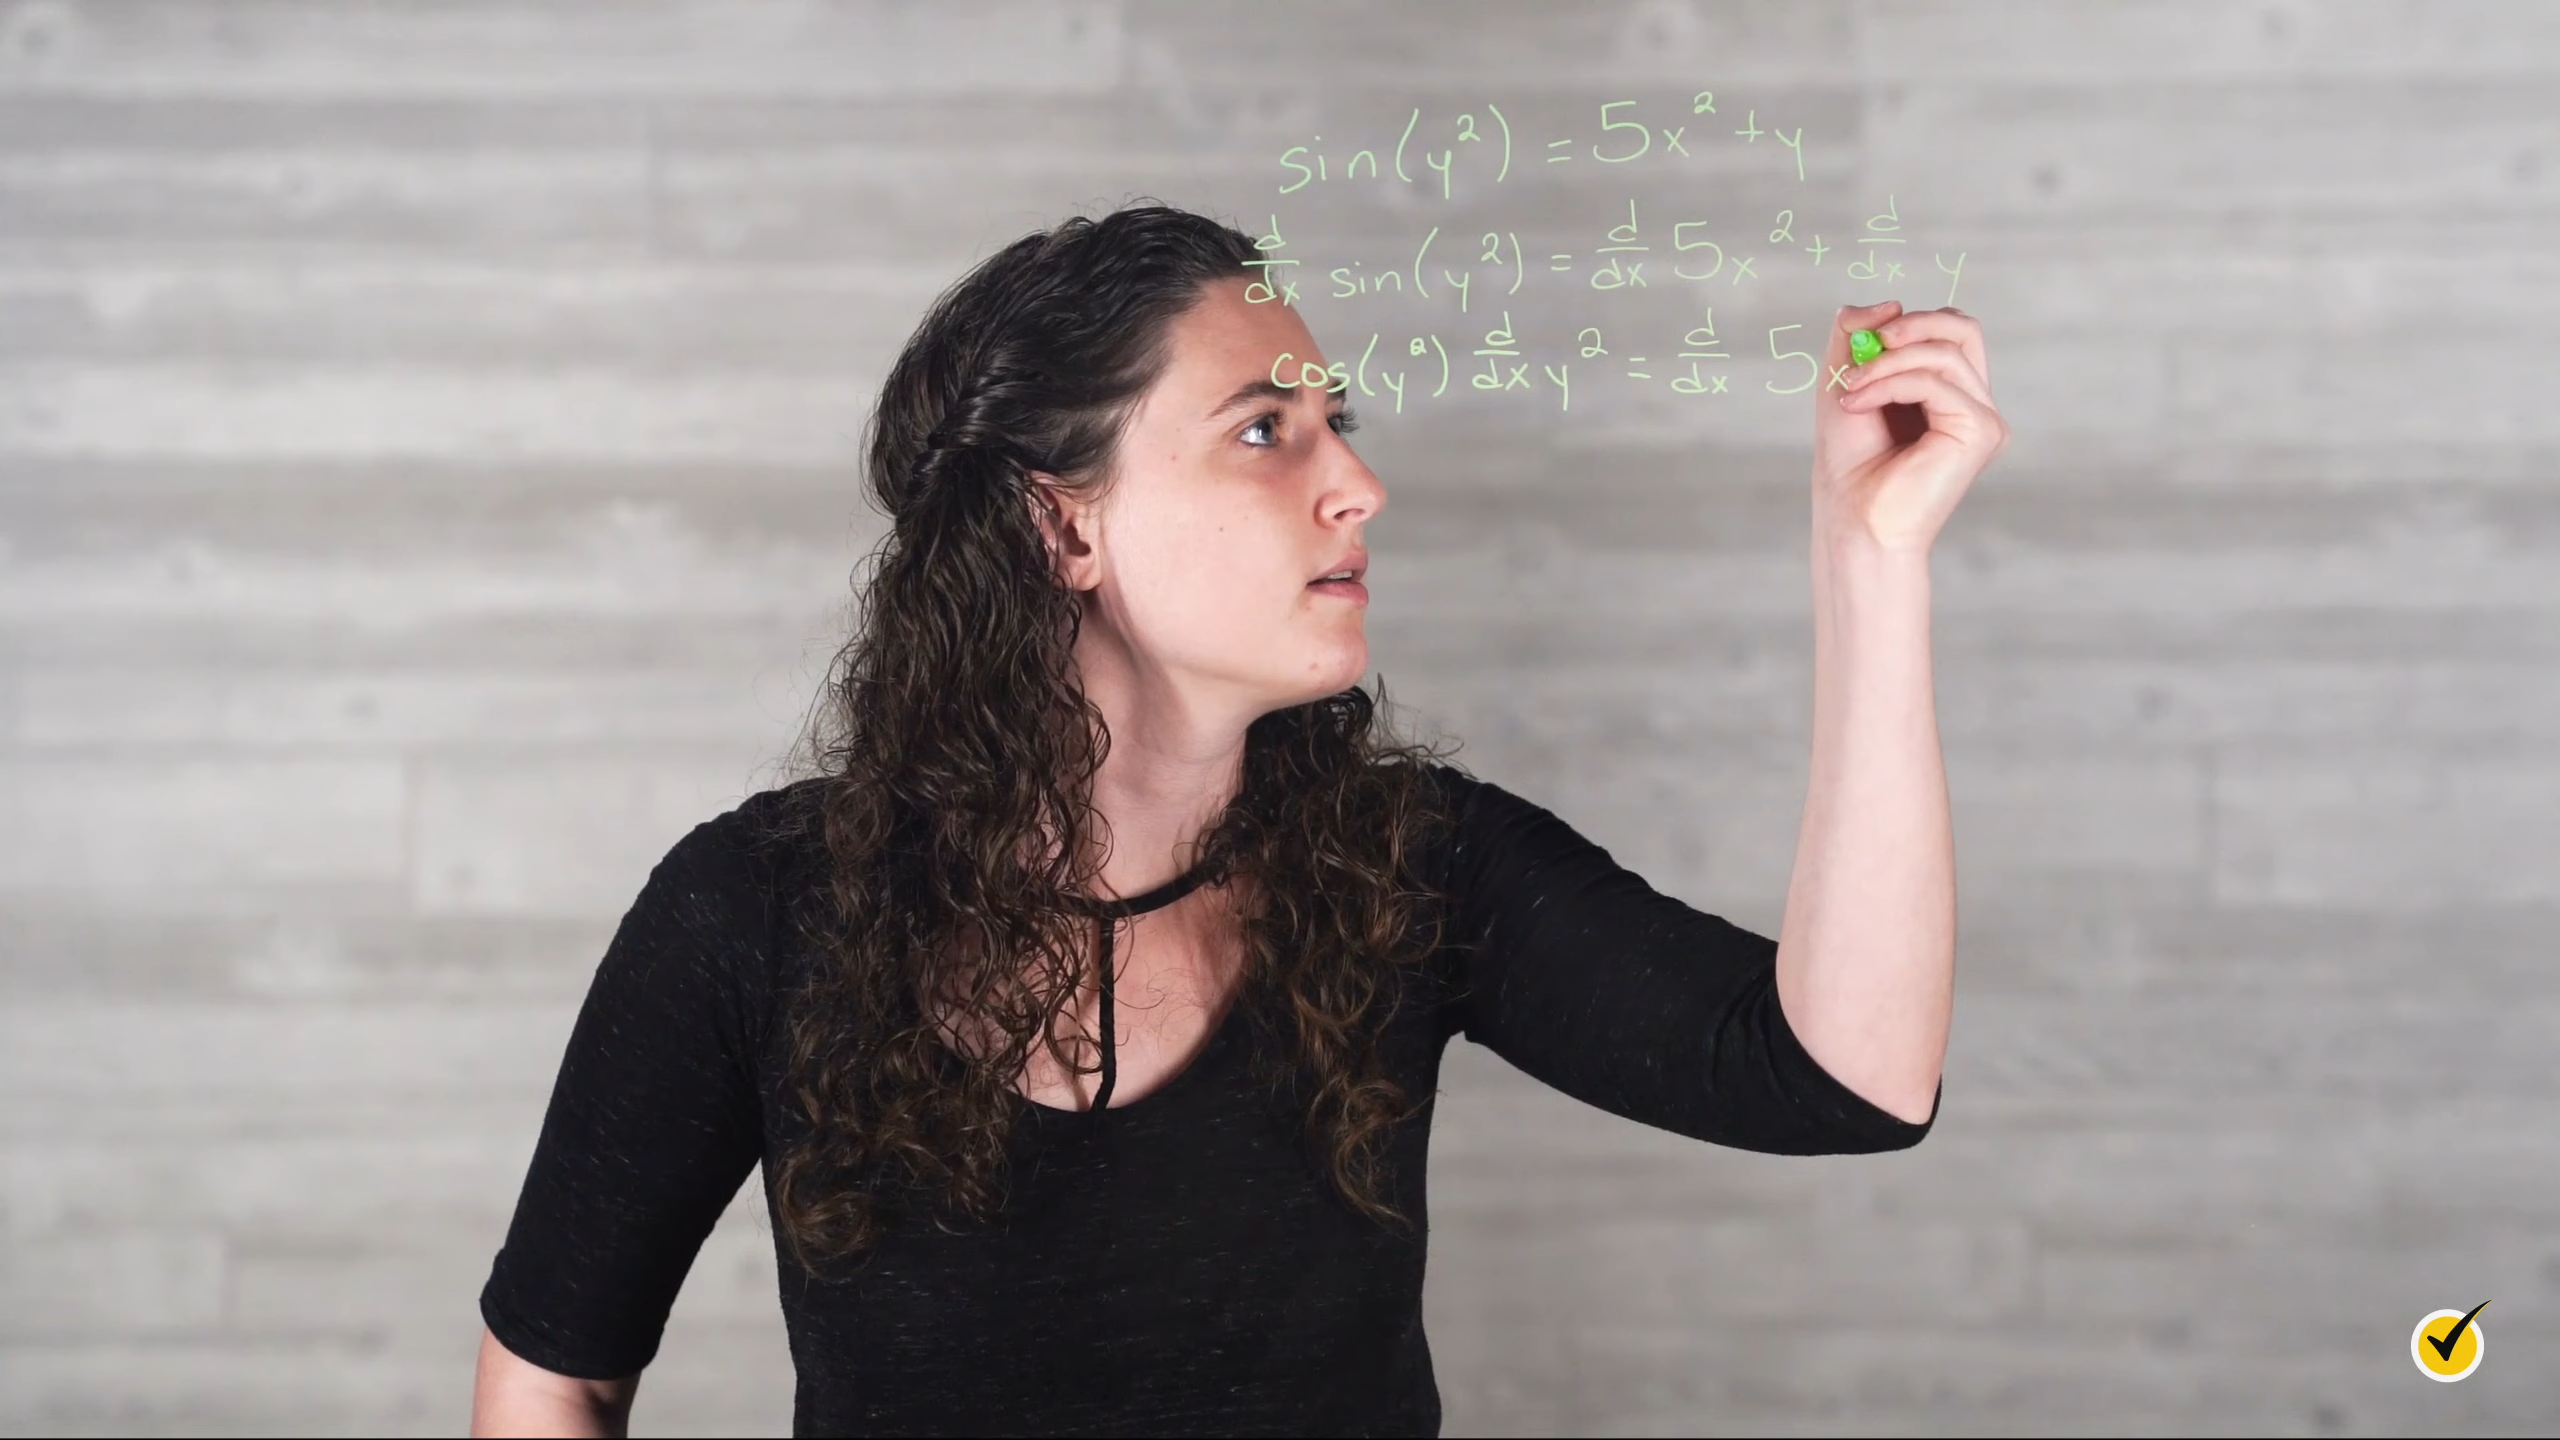 sin(y²) = 5x² + y
d/dx sin(y²) = d/dx 5x² + d/dx y
cos(y²) d/dx y² = d/dx 5x